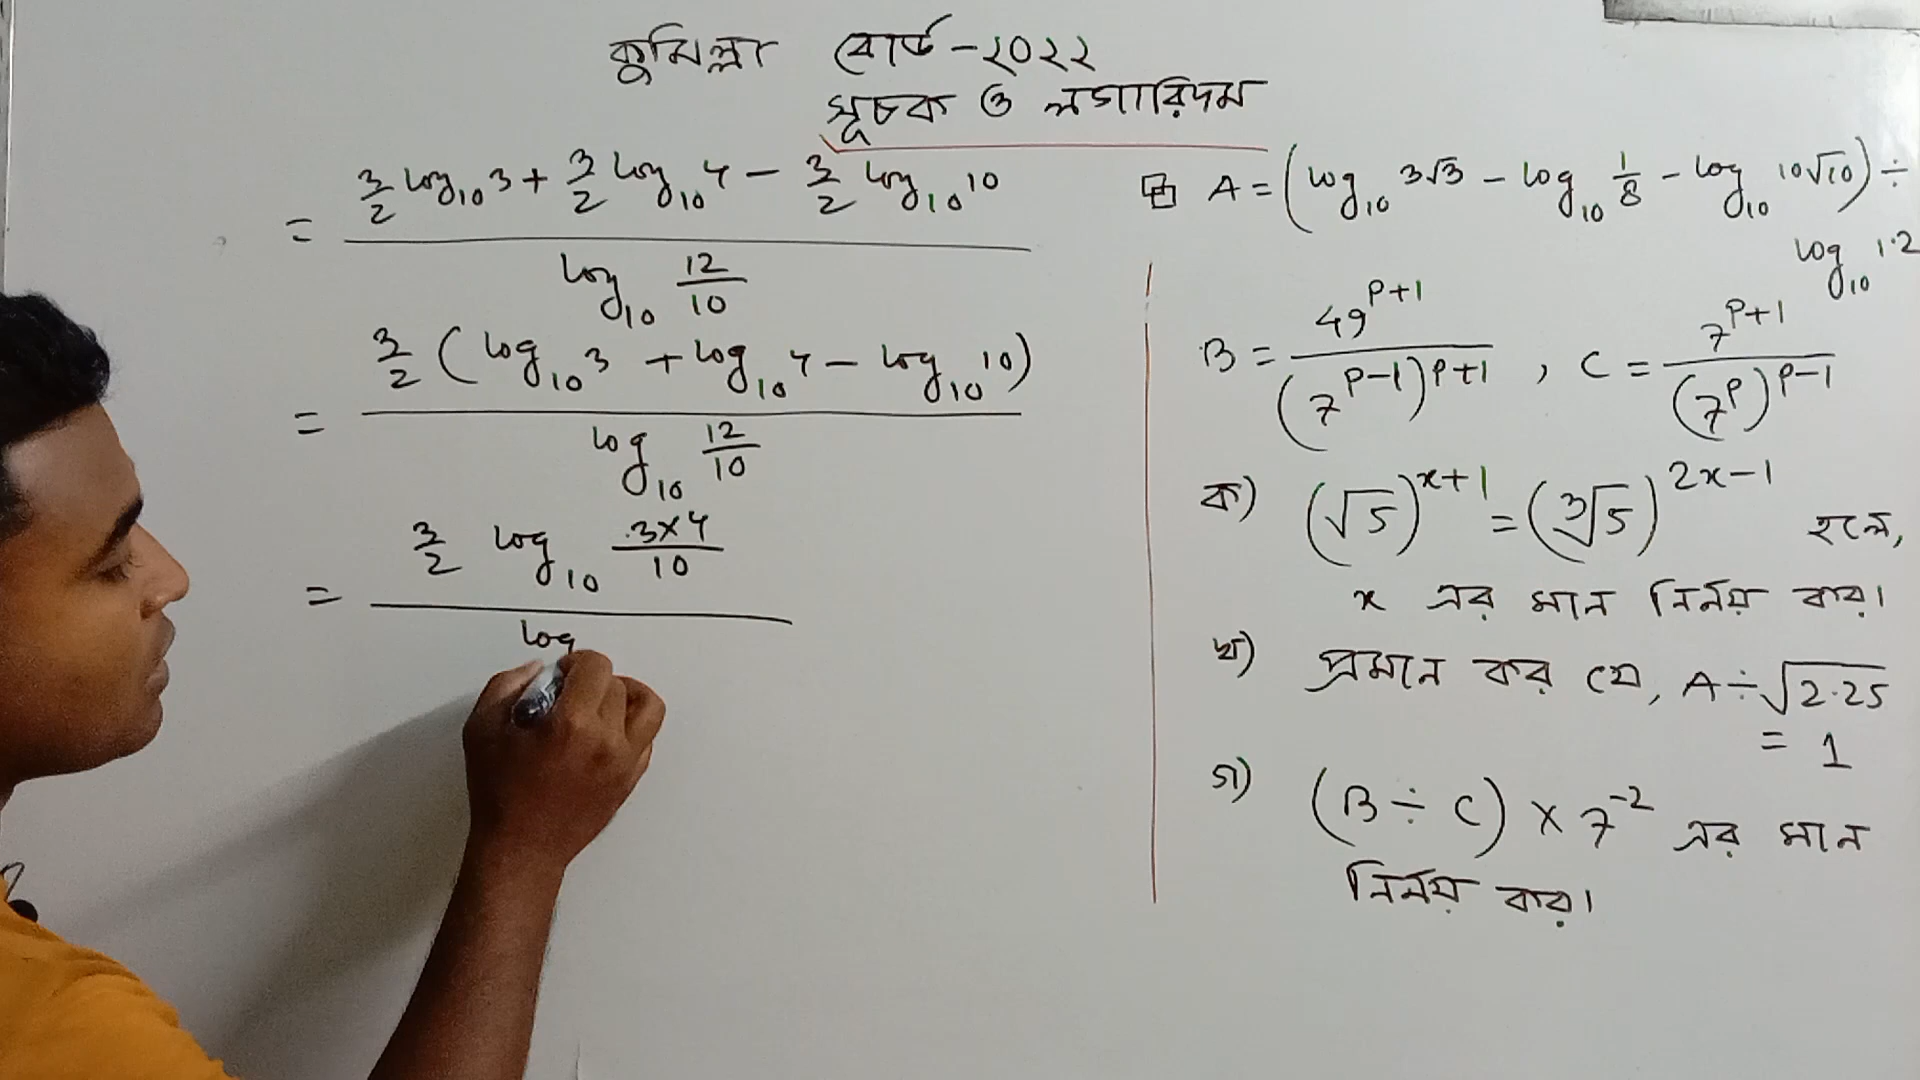 কুমিল্লা বোর্ড -২০২২
সূচক ও লগারিদম
= (3/2 log₁₀ 3 + 3/2 log₁₀ 4 − 3/2 log₁₀ 10) / (log₁₀ 12/10)
= (3/2 (log₁₀ 3 + log₁₀ 4 − log₁₀ 10)) / (log₁₀ 12/10)
= (3/2 log₁₀ (3×4)/10) / log
A = (log₁₀ 3√3 − log₁₀ 1/8 − log₁₀ 10√10) ÷
log₁₀ 1·2
B = 49^(P+1) / (7^(P−1))^(P+1) , C = 7^(P+1) / (7^P)^(P−1)
ক) (√5)^(x+1) = (∛5)^(2x−1) হলে,
x এর মান নির্নয় কর।
খ) প্রমান কর যে, A ÷ √2·25
= 1
গ) (B ÷ C) × 7^(−2) এর মান
নির্নয় কর।